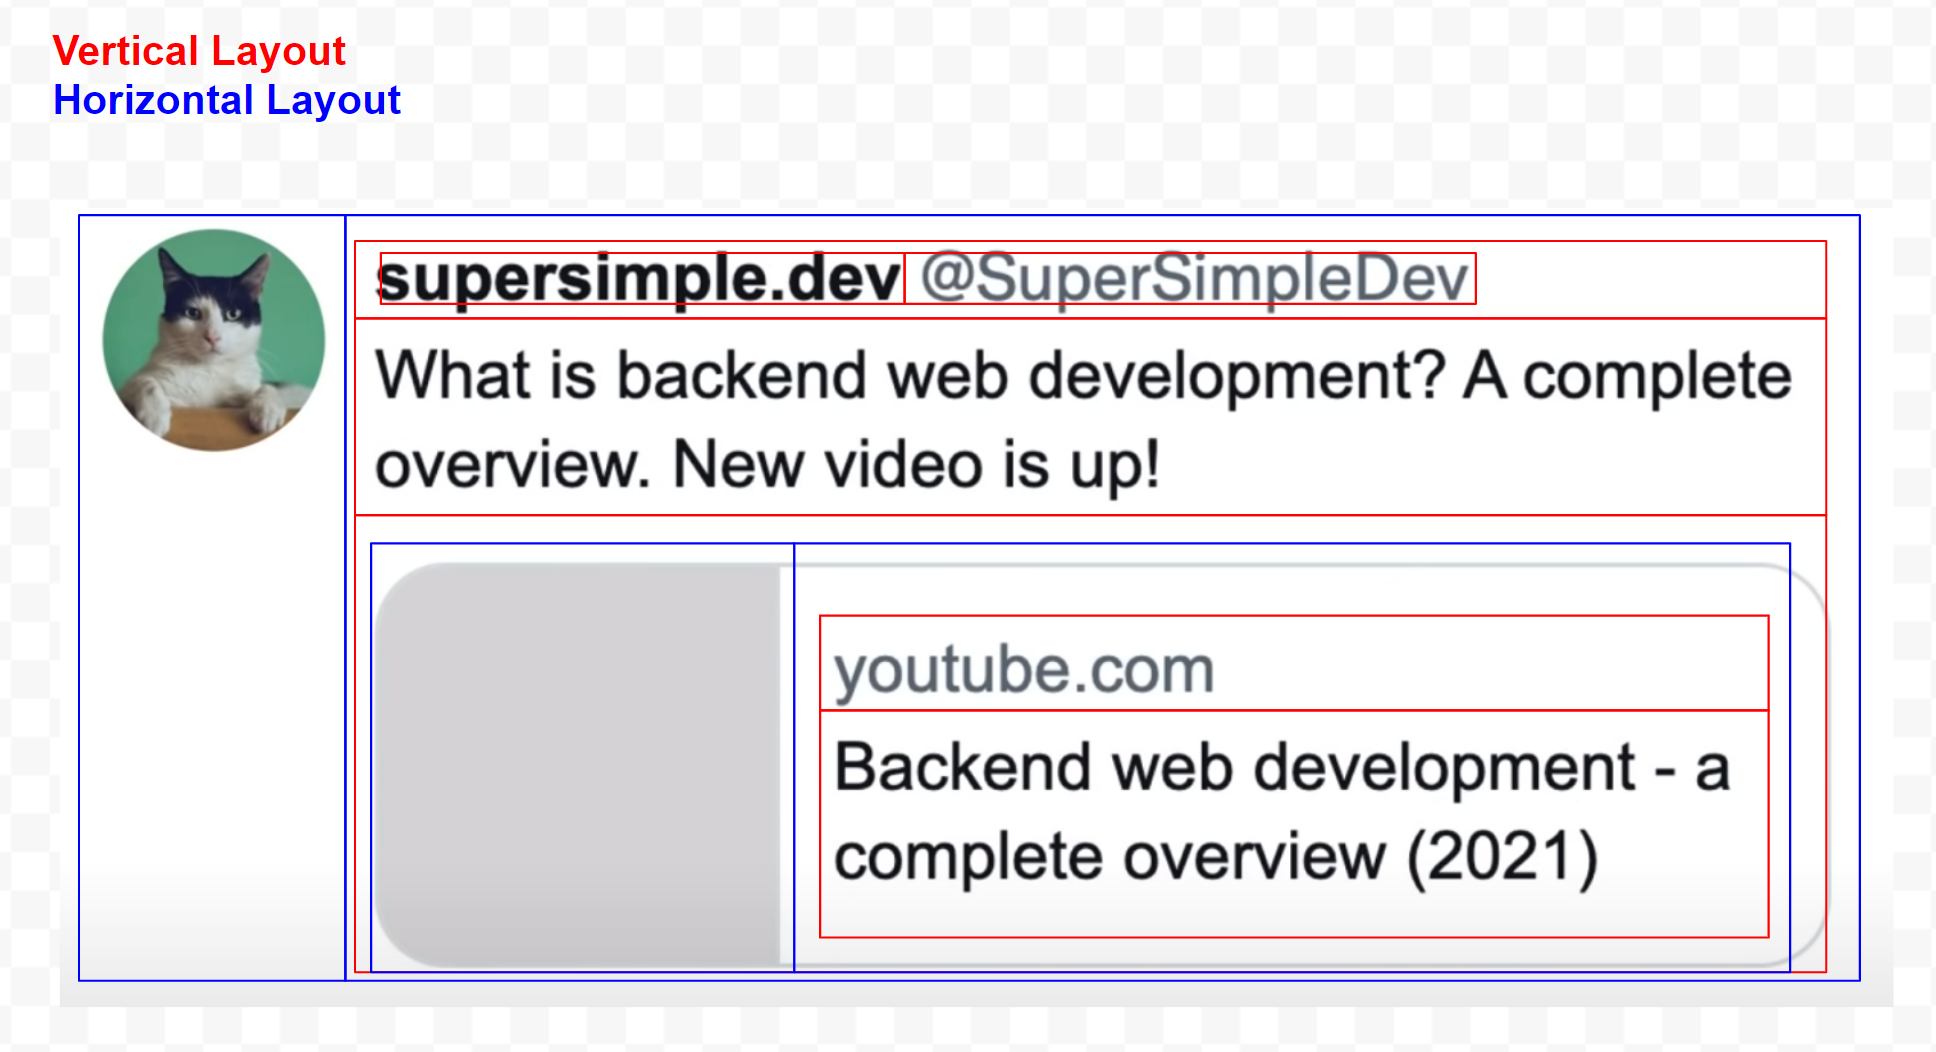 Vertical Layout
Horizontal Layout
supersimple.dev @SuperSimpleDev
What is backend web development? A complete
overview. New video is up!
youtube.com
Backend web development - a
complete overview (2021)